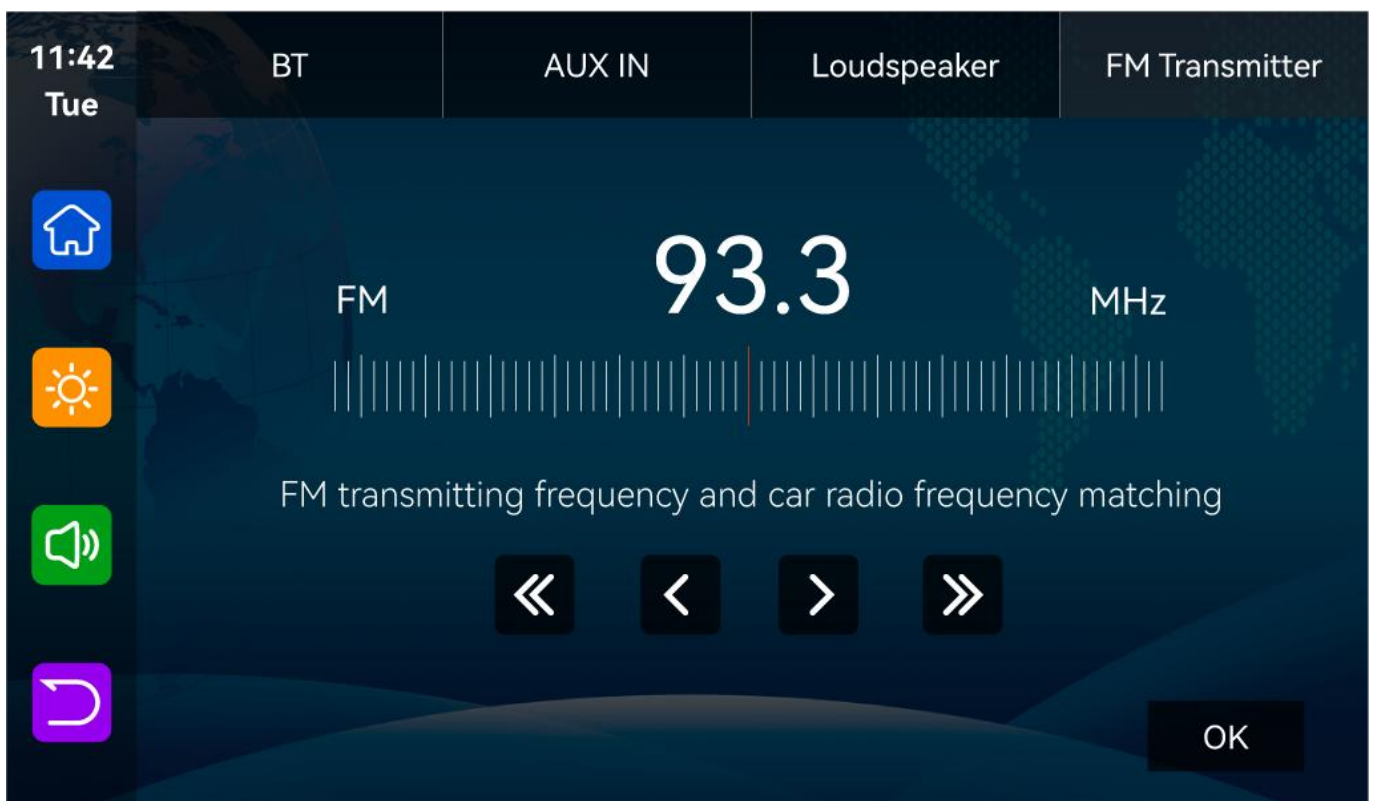 11:42
Tue
BT
AUX IN
Loudspeaker
FM Transmitter
93.3
FM
MHz
FM transmitting frequency and car radio frequency matching
OK